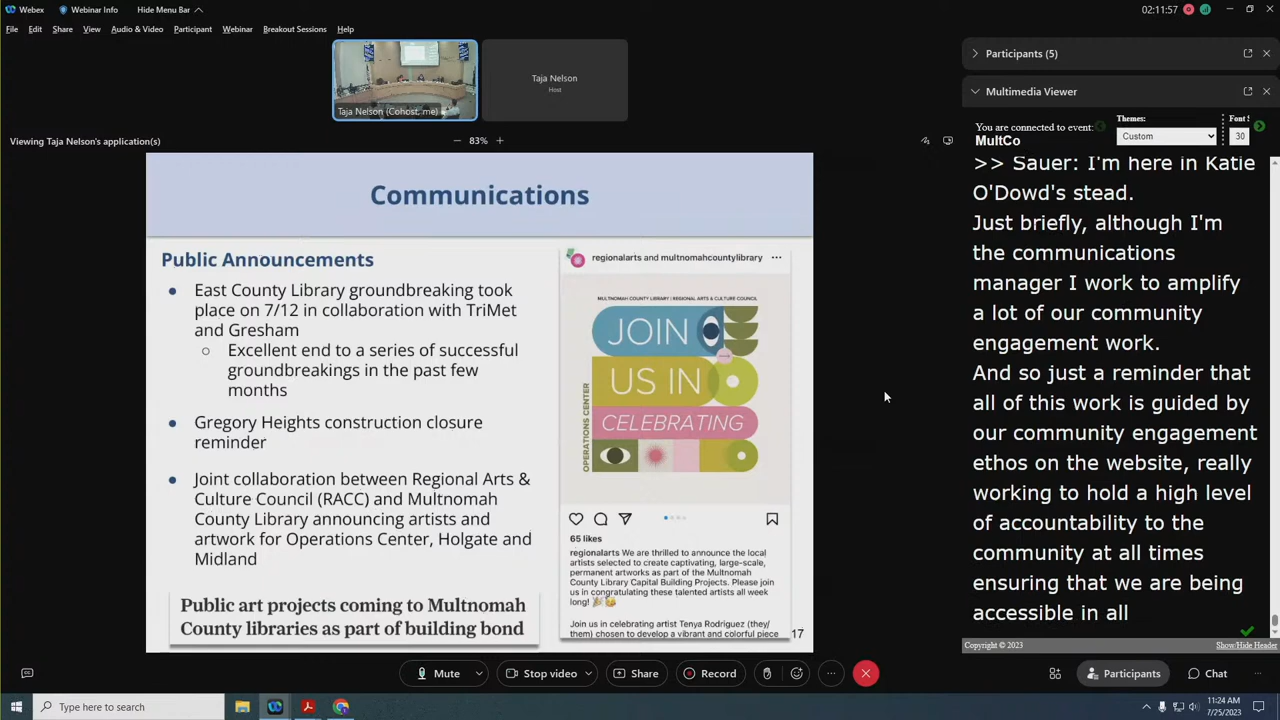 Webex
Webinar Info
Hide Menu Bar
02:11:57
File
Edit
Share
View
Audio & Video
Participant
Webinar
Breakout Sessions
Help
Taja Nelson (Cohost, me)
Taja Nelson
Host
Viewing Taja Nelson's application(s)
83%
Communications
Public Announcements
East County Library groundbreaking took
place on 7/12 in collaboration with TriMet
and Gresham
Excellent end to a series of successful
groundbreakings in the past few
months
Gregory Heights construction closure
reminder
Joint collaboration between Regional Arts &
Culture Council (RACC) and Multnomah
County Library announcing artists and
artwork for Operations Center, Holgate and
Midland
Public art projects coming to Multnomah
County libraries as part of building bond
regionalarts and multnomahcountylibrary
MULTNOMAH COUNTY LIBRARY | REGIONAL ARTS & CULTURE COUNCIL
JOIN
US IN
CELEBRATING
OPERATIONS CENTER
65 likes
regionalarts We are thrilled to announce the local
artists selected to create captivating, large-scale,
permanent artworks as part of the Multnomah
County Library Capital Building Projects. Please join
us in congratulating these talented artists all week
long!
Join us in celebrating artist Tenya Rodriguez (they/
them) chosen to develop a vibrant and colorful piece
17
Participants (5)
Multimedia Viewer
You are connected to event:
MultCo
Themes:
Custom
Font S
30
>> Sauer: I'm here in Katie
O'Dowd's stead.
Just briefly, although I'm
the communications
manager I work to amplify
a lot of our community
engagement work.
And so just a reminder that
all of this work is guided by
our community engagement
ethos on the website, really
working to hold a high level
of accountability to the
community at all times
ensuring that we are being
accessible in all
Copyright © 2023
Show/Hide Header
Mute
Stop video
Share
Record
Participants
Chat
Type here to search
11:24 AM
7/25/2023